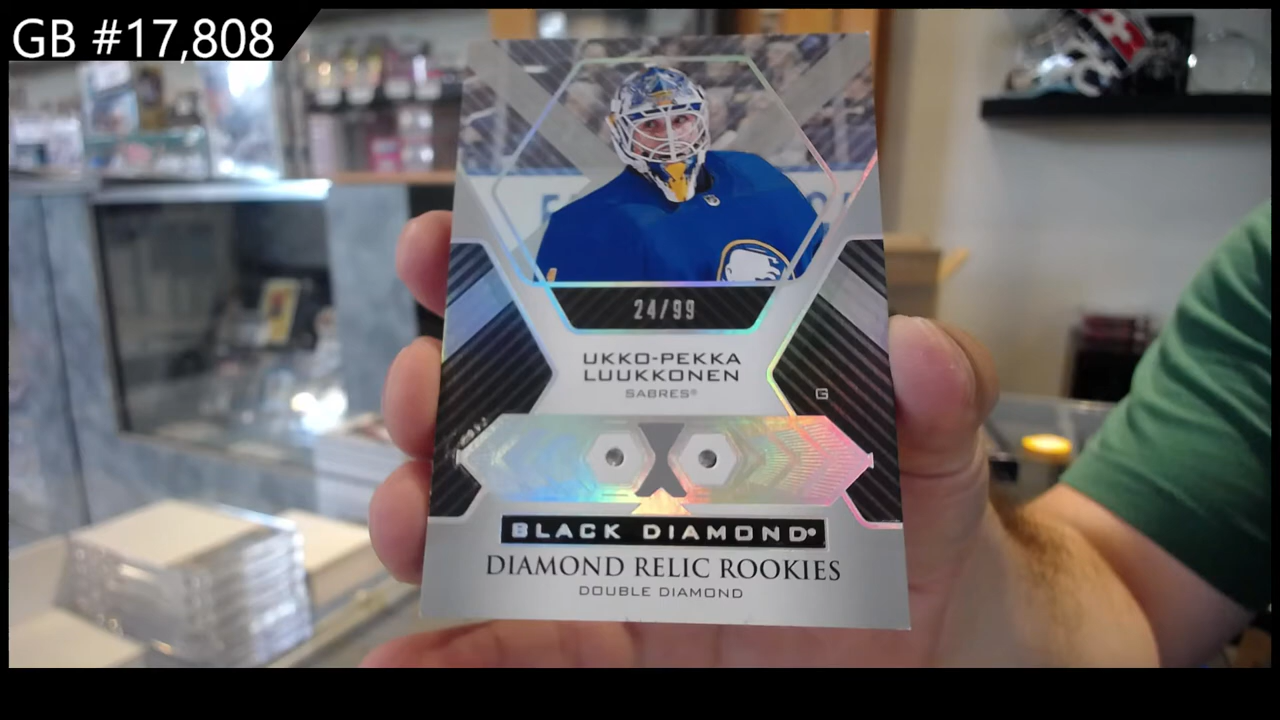 GB #17,808
24/99
UKKO-PEKKA
LUUKKONEN
SABRES®
G
BLACK DIAMOND®
DIAMOND RELIC ROOKIES
DOUBLE DIAMOND